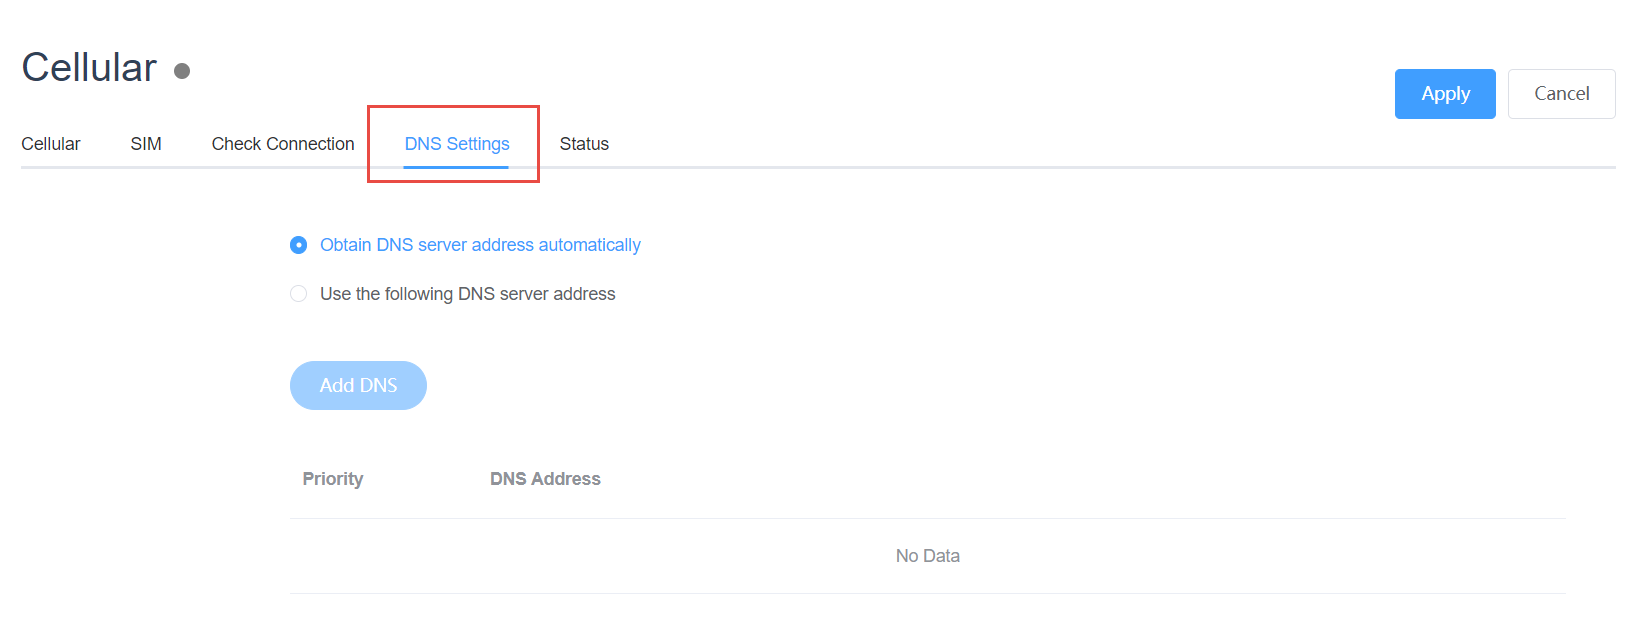 Cellular
Apply Cancel
Cellular SIM Check Connection DNS Settings Status
Obtain DNS server address automatically
Use the following DNS server address
Add DNS
Priority DNS Address
No Data